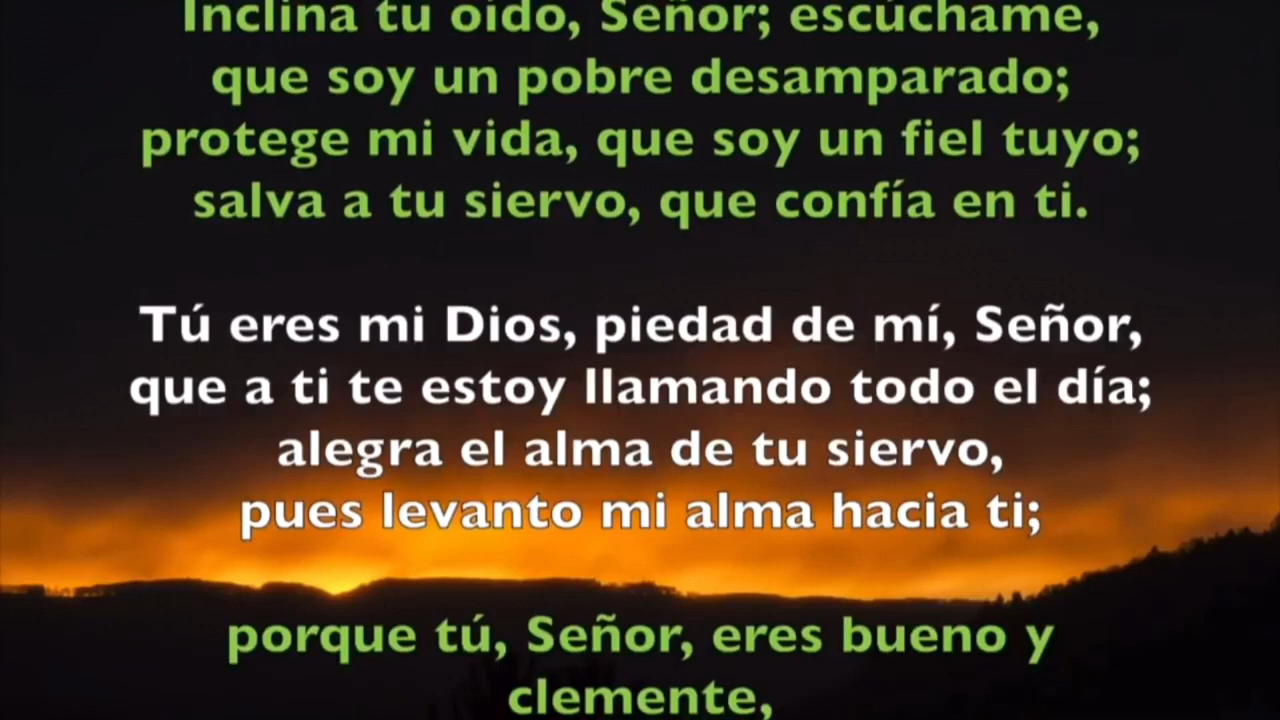 Inclina tu oído, Señor; escúchame,
que soy un pobre desamparado;
protege mi vida, que soy un fiel tuyo;
salva a tu siervo, que confía en ti.
Tú eres mi Dios, piedad de mí, Señor,
que a ti te estoy llamando todo el día;
alegra el alma de tu siervo,
pues levanto mi alma hacia ti;
porque tú, Señor, eres bueno y
clemente,